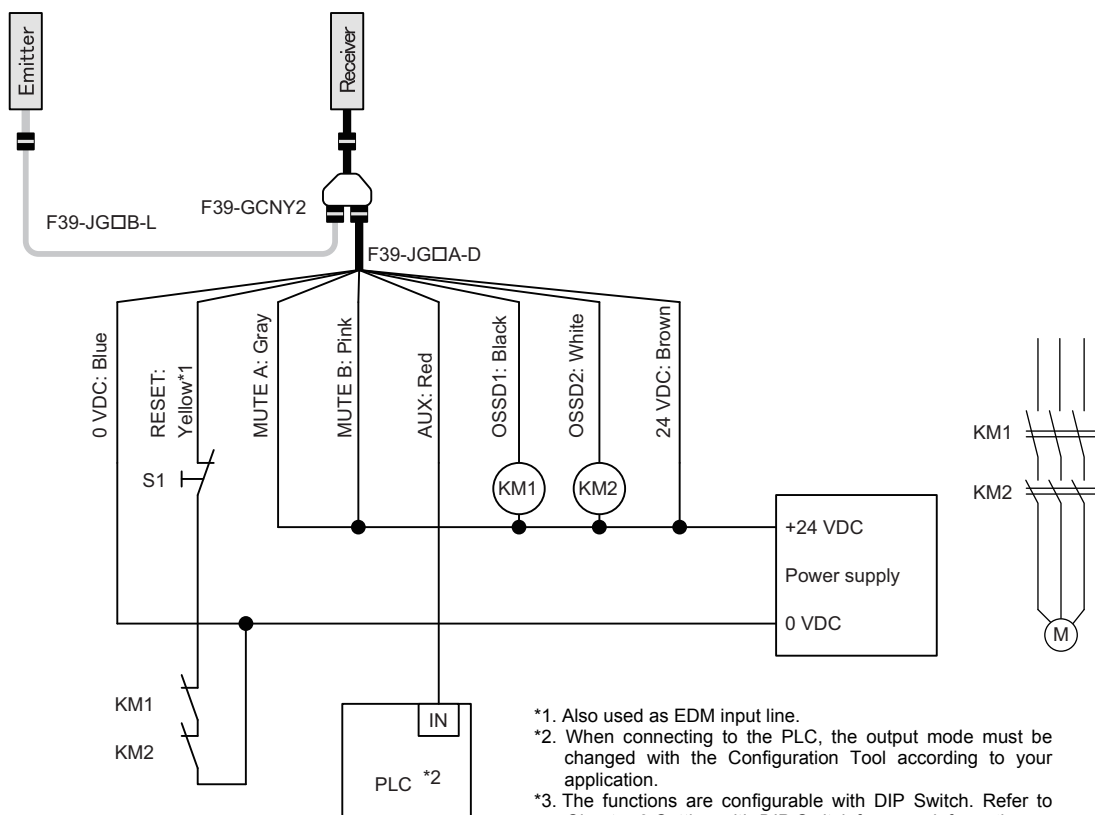 Emitter
Receiver
F39-JG□B-L
F39-GCNY2
F39-JG□A-D
0 VDC: Blue
RESET:
Yellow*1
MUTE A: Gray
MUTE B: Pink
AUX: Red
OSSD1: Black
OSSD2: White
24 VDC: Brown
S1
KM1
KM2
KM1
KM2
+24 VDC
Power supply
0 VDC
M
KM1
KM2
IN
PLC *2
*1. Also used as EDM input line.
*2. When connecting to the PLC, the output mode must be
changed with the Configuration Tool according to your
application.
*3. The functions are configurable with DIP Switch. Refer to